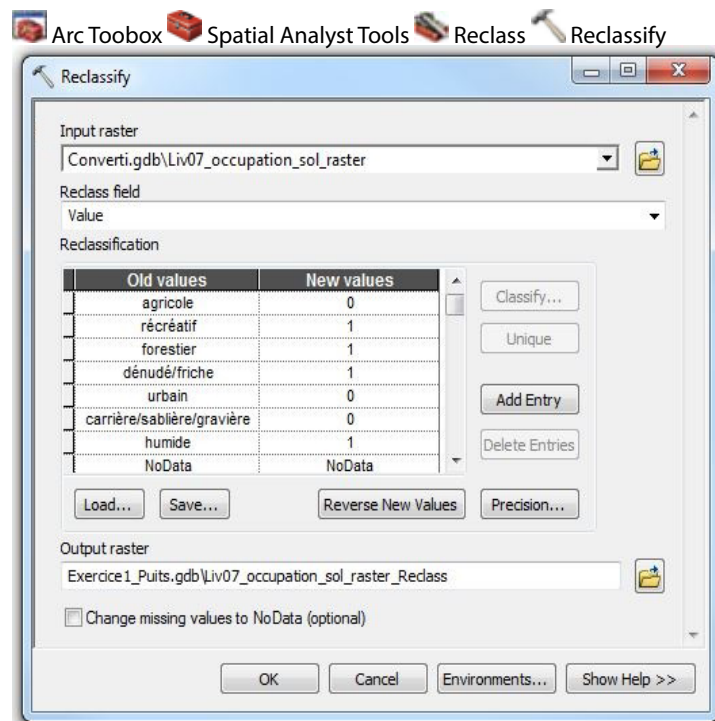 Arc Toobox Spatial Analyst Tools Reclass Reclassify
Reclassify
Input raster
Converti.gdb\Liv07_occupation_sol_raster
Reclass field
Value
Reclassification
Old values New values
agricole 0
récréatif 1
forestier 1
dénudé/friche 1
urbain 0
carrière/sablière/gravière 0
humide 1
NoData NoData
Classify...
Unique
Add Entry
Delete Entries
Load... Save... Reverse New Values Precision...
Output raster
Exercice1_Puits.gdb\Liv07_occupation_sol_raster_Reclass
Change missing values to NoData (optional)
OK Cancel Environments... Show Help >>